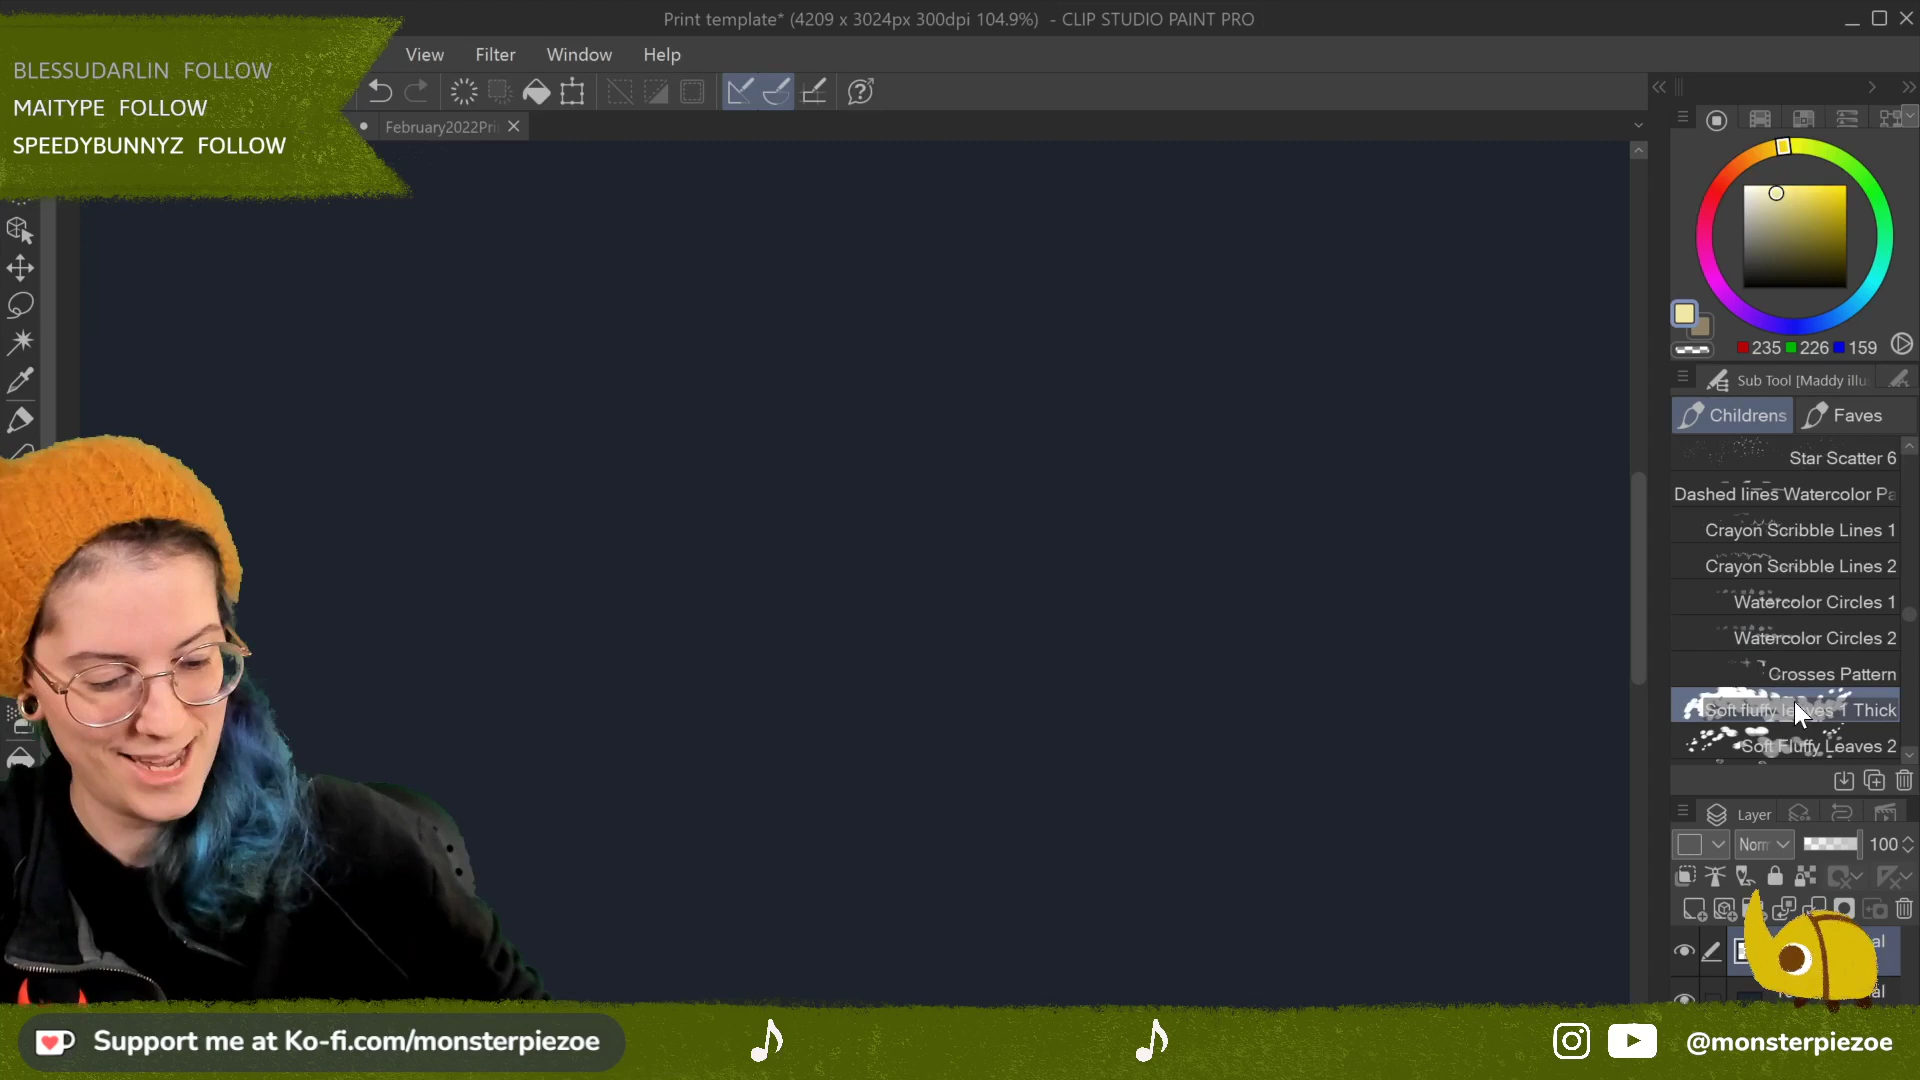 Print template* (4209 x 3024px 300dpi 104.9%) - CLIP STUDIO PAINT PRO
View Filter Window Help
BLESSUDARLIN FOLLOW
MAITYPE FOLLOW
SPEEDYBUNNYZ FOLLOW
February2022Pri
235 226 159
Sub Tool [Maddy illu
Childrens Faves
Star Scatter 6
Dashed lines Watercolor Pa
Crayon Scribble Lines 1
Crayon Scribble Lines 2
Watercolor Circles 1
Watercolor Circles 2
Crosses Pattern
Soft fluffy leaves 1 Thick
Soft Fluffy Leaves 2
Layer
Norm 100
al
al
Support me at Ko-fi.com/monsterpiezoe
@monsterpiezoe